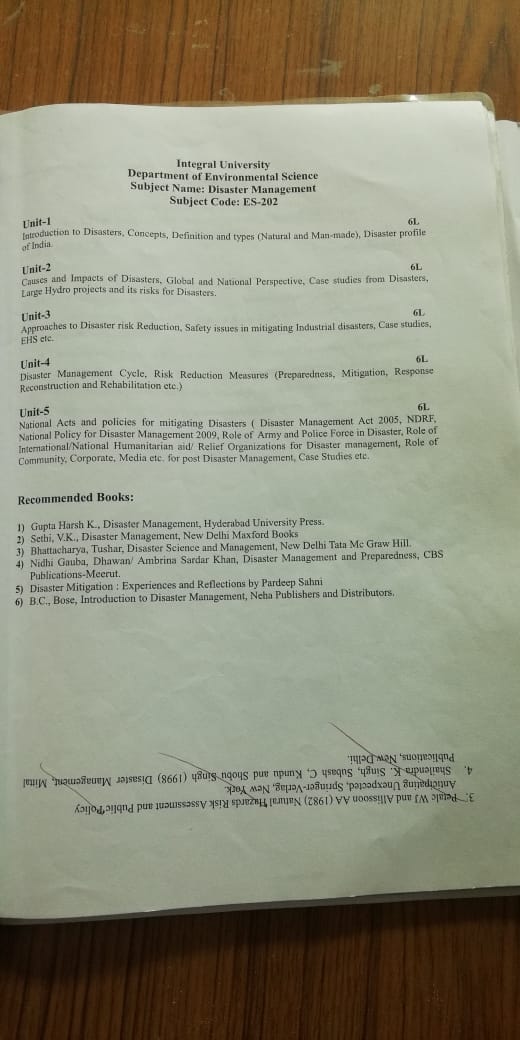 Integral University
Department of Environmental Science
Subject Name: Disaster Management
Subject Code: ES-202
Unit-1 6L
Introduction to Disasters, Concepts, Definition and types (Natural and Man-made), Disaster profile
of India.
Unit-2 6L
Causes and Impacts of Disasters, Global and National Perspective, Case studies from Disasters,
Large Hydro projects and its risks for Disasters.
Unit-3 6L
Approaches to Disaster risk Reduction, Safety issues in mitigating Industrial disasters, Case studies,
EHS etc.
Unit-4 6L
Disaster Management Cycle, Risk Reduction Measures (Preparedness, Mitigation, Response
Reconstruction and Rehabilitation etc.)
Unit-5 6L
National Acts and policies for mitigating Disasters ( Disaster Management Act 2005, NDRF,
National Policy for Disaster Management 2009, Role of Army and Police Force in Disaster, Role of
International/National Humanitarian aid/ Relief Organizations for Disaster management, Role of
Community, Corporate, Media etc. for post Disaster Management, Case Studies etc.
Recommended Books:
1) Gupta Harsh K., Disaster Management, Hyderabad University Press.
2) Sethi, V.K., Disaster Management, New Delhi Maxford Books
3) Bhattacharya, Tushar, Disaster Science and Management, New Delhi Tata Mc Graw Hill.
4) Nidhi Gauba, Dhawan/ Ambrina Sardar Khan, Disaster Management and Preparedness, CBS
Publications-Meerut.
5) Disaster Mitigation : Experiences and Reflections by Pardeep Sahni
6) B.C., Bose, Introduction to Disaster Management, Neha Publishers and Distributors.
3. Petalc WJ and Allissoon AA (1982) Natural Hazards Risk Assessment and Public Policy
Anticipating Unexpected, Springer-Verlag, New York.
4. Shailendra K. Singh, Subash C, Kundu and Shobu Singh (1998) Disaster Management, Mittal
Publications, New Delhi.